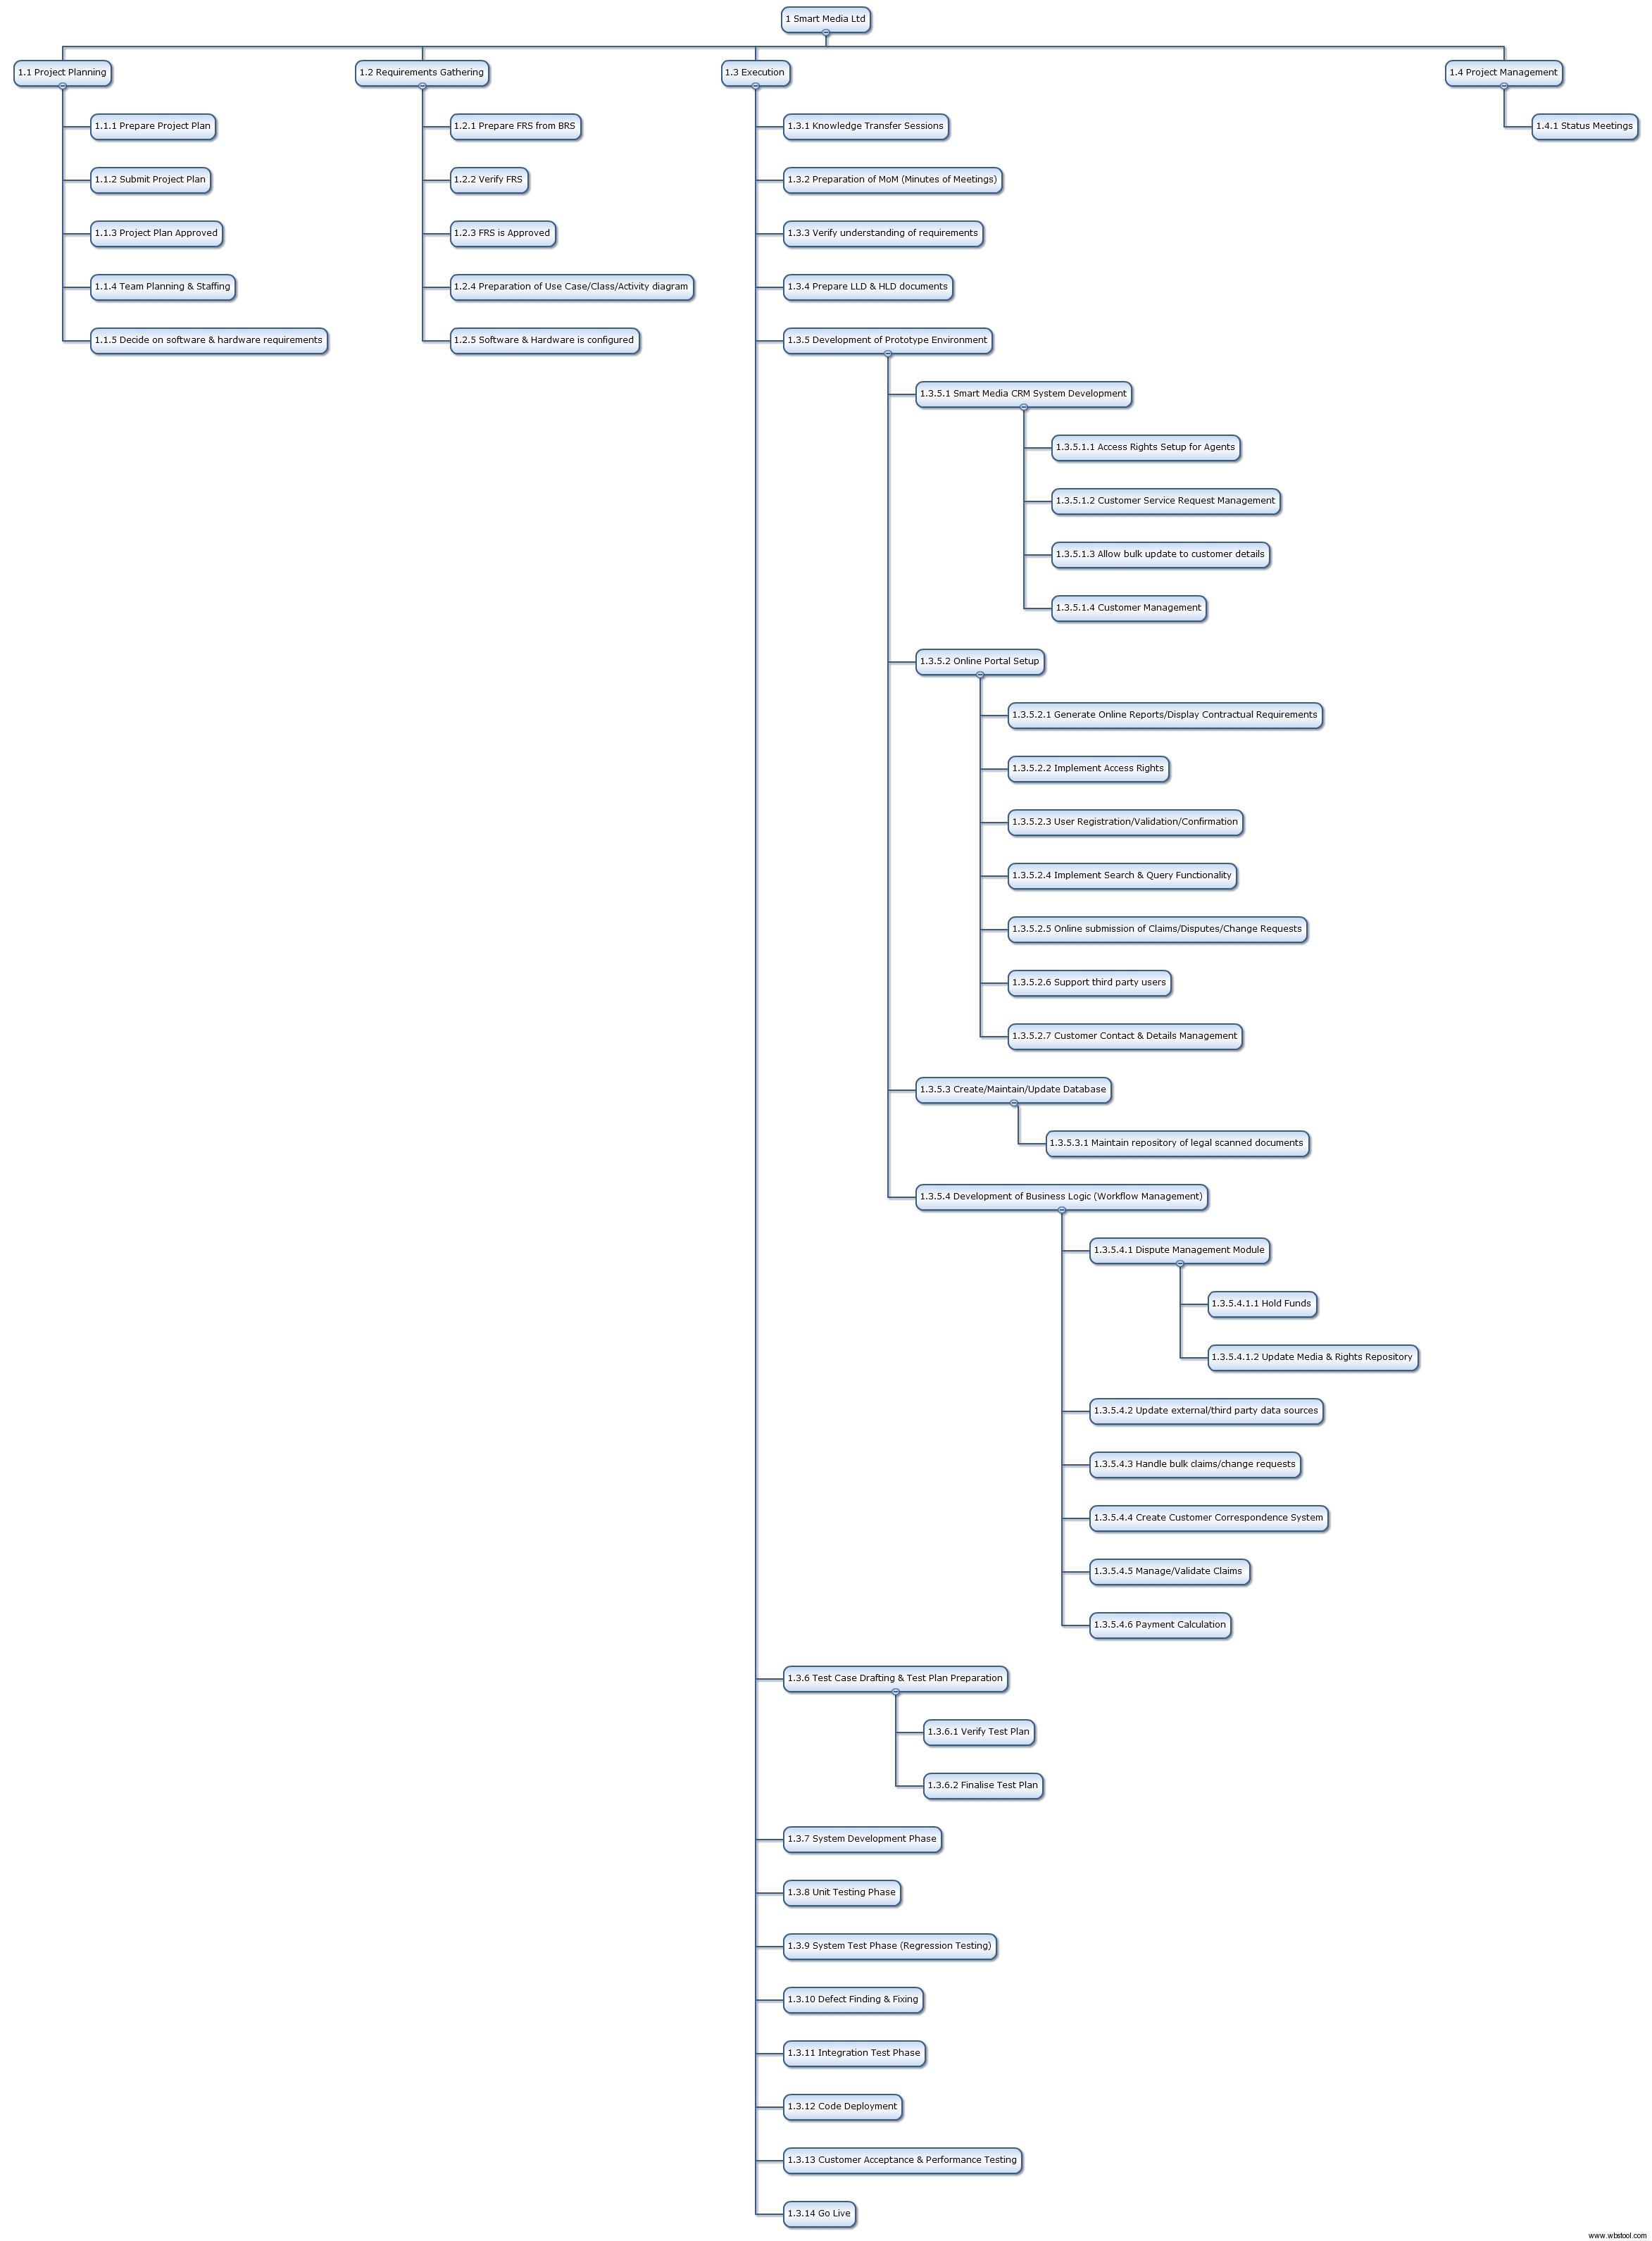 1 Smart Media Ltd
1.1 Project Planning
1.1.1 Prepare Project Plan
1.1.2 Submit Project Plan
1.1.3 Project Plan Approved
1.1.4 Team Planning & Staffing
1.1.5 Decide on software & hardware requirements
1.2 Requirements Gathering
1.2.1 Prepare FRS from BRS
1.2.2 Verify FRS
1.2.3 FRS is Approved
1.2.4 Preparation of Use Case/Class/Activity diagram
1.2.5 Software & Hardware is configured
1.3 Execution
1.3.1 Knowledge Transfer Sessions
1.3.2 Preparation of MoM (Minutes of Meetings)
1.3.3 Verify understanding of requirements
1.3.4 Prepare LLD & HLD documents
1.3.5 Development of Prototype Environment
1.3.5.1 Smart Media CRM System Development
1.3.5.1.1 Access Rights Setup for Agents
1.3.5.1.2 Customer Service Request Management
1.3.5.1.3 Allow bulk update to customer details
1.3.5.1.4 Customer Management
1.3.5.2 Online Portal Setup
1.3.5.2.1 Generate Online Reports/Display Contractual Requirements
1.3.5.2.2 Implement Access Rights
1.3.5.2.3 User Registration/Validation/Confirmation
1.3.5.2.4 Implement Search & Query Functionality
1.3.5.2.5 Online submission of Claims/Disputes/Change Requests
1.3.5.2.6 Support third party users
1.3.5.2.7 Customer Contact & Details Management
1.3.5.3 Create/Maintain/Update Database
1.3.5.3.1 Maintain repository of legal scanned documents
1.3.5.4 Development of Business Logic (Workflow Management)
1.3.5.4.1 Dispute Management Module
1.3.5.4.1.1 Hold Funds
1.3.5.4.1.2 Update Media & Rights Repository
1.3.5.4.2 Update external/third party data sources
1.3.5.4.3 Handle bulk claims/change requests
1.3.5.4.4 Create Customer Correspondence System
1.3.5.4.5 Manage/Validate Claims
1.3.5.4.6 Payment Calculation
1.3.6 Test Case Drafting & Test Plan Preparation
1.3.6.1 Verify Test Plan
1.3.6.2 Finalise Test Plan
1.3.7 System Development Phase
1.3.8 Unit Testing Phase
1.3.9 System Test Phase (Regression Testing)
1.3.10 Defect Finding & Fixing
1.3.11 Integration Test Phase
1.3.12 Code Deployment
1.3.13 Customer Acceptance & Performance Testing
1.3.14 Go Live
1.4 Project Management
1.4.1 Status Meetings
www.wbstool.com